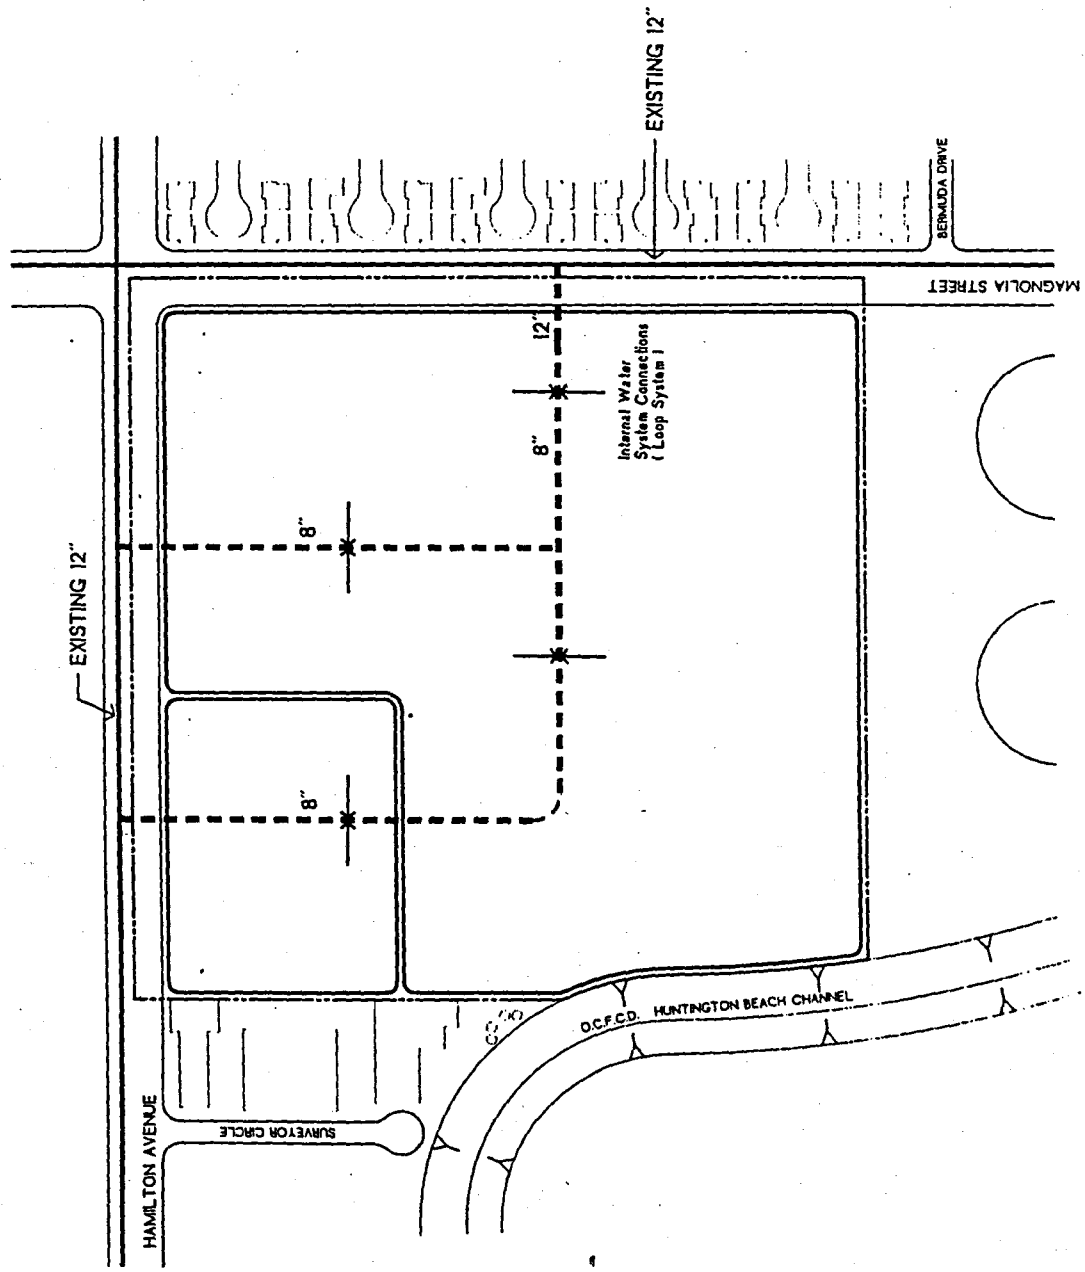 EXISTING 12"
EXISTING 12"
BERMUDA DRIVE
MAGNOLIA STREET
12"
Internal Water
System Connections
( Loop System )
8"
8"
8"
HAMILTON AVENUE
SURVEYOR CIRCLE
O.C.F.C.D. HUNTINGTON BEACH CHANNEL